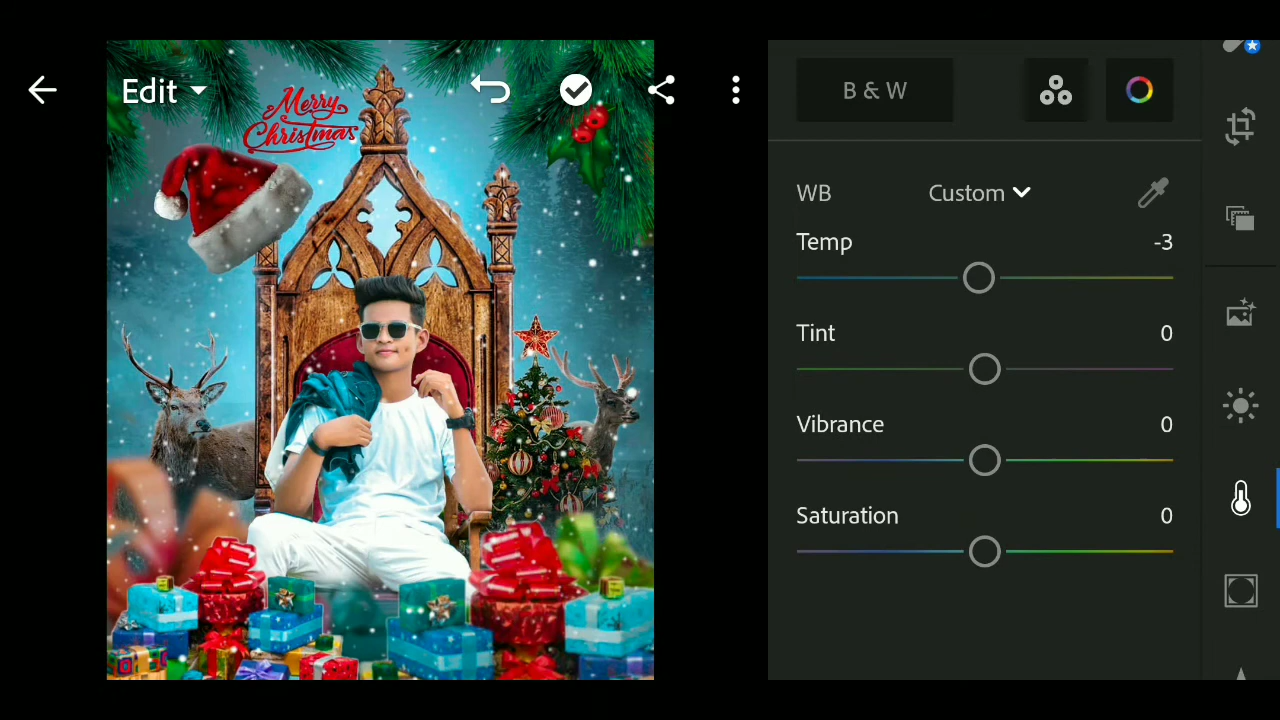 Edit
Merry
Christmas
B & W
WB Custom
Temp -3
Tint 0
Vibrance 0
Saturation 0